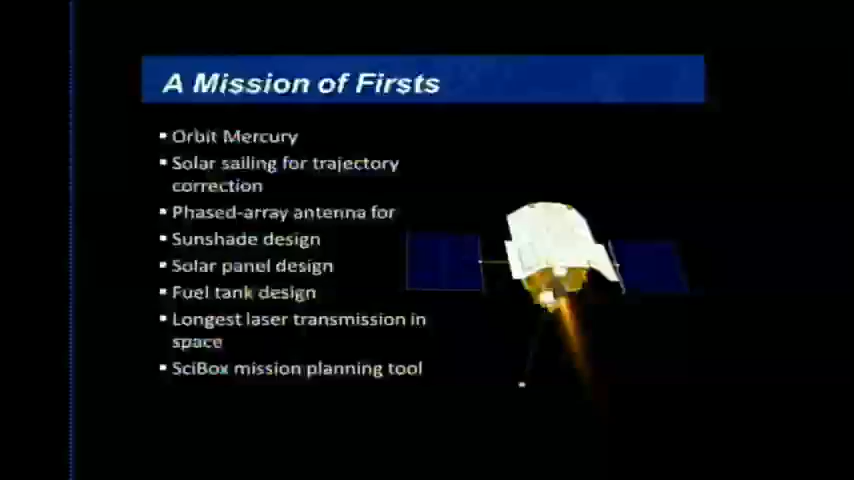 A Mission of Firsts
▪ Orbit Mercury
▪ Solar sailing for trajectory
correction
▪ Phased-array antenna for
▪ Sunshade design
▪ Solar panel design
▪ Fuel tank design
▪ Longest laser transmission in
space
▪ SciBox mission planning tool